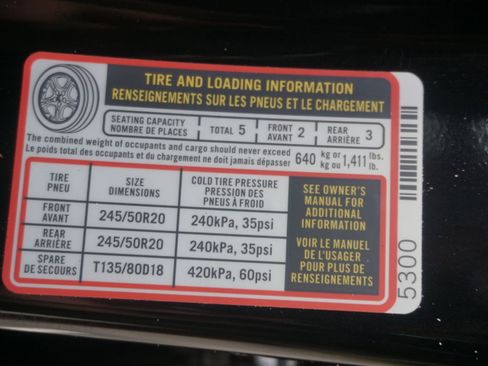 TIRE AND LOADING INFORMATION
RENSEIGNEMENTS SUR LES PNEUS ET LE CHARGEMENT
SEATING CAPACITY
NOMBRE DE PLACES
TOTAL 5
FRONT
AVANT 2
REAR
ARRIÈRE 3
The combined weight of occupants and cargo should never exceed
Le poids total des occupants et du chargement ne doit jamais dépasser
640 kg or 1,411 lbs.
kg ou lb.
TIRE
PNEU
SIZE
DIMENSIONS
COLD TIRE PRESSURE
PRESSION DES
PNEUS À FROID
FRONT
AVANT
245/50R20
240kPa, 35psi
REAR
ARRIÈRE
245/50R20
240kPa, 35psi
SPARE
DE SECOURS
T135/80D18
420kPa, 60psi
SEE OWNER'S
MANUAL FOR
ADDITIONAL
INFORMATION
VOIR LE MANUEL
DE L'USAGER
POUR PLUS DE
RENSEIGNEMENTS
5300